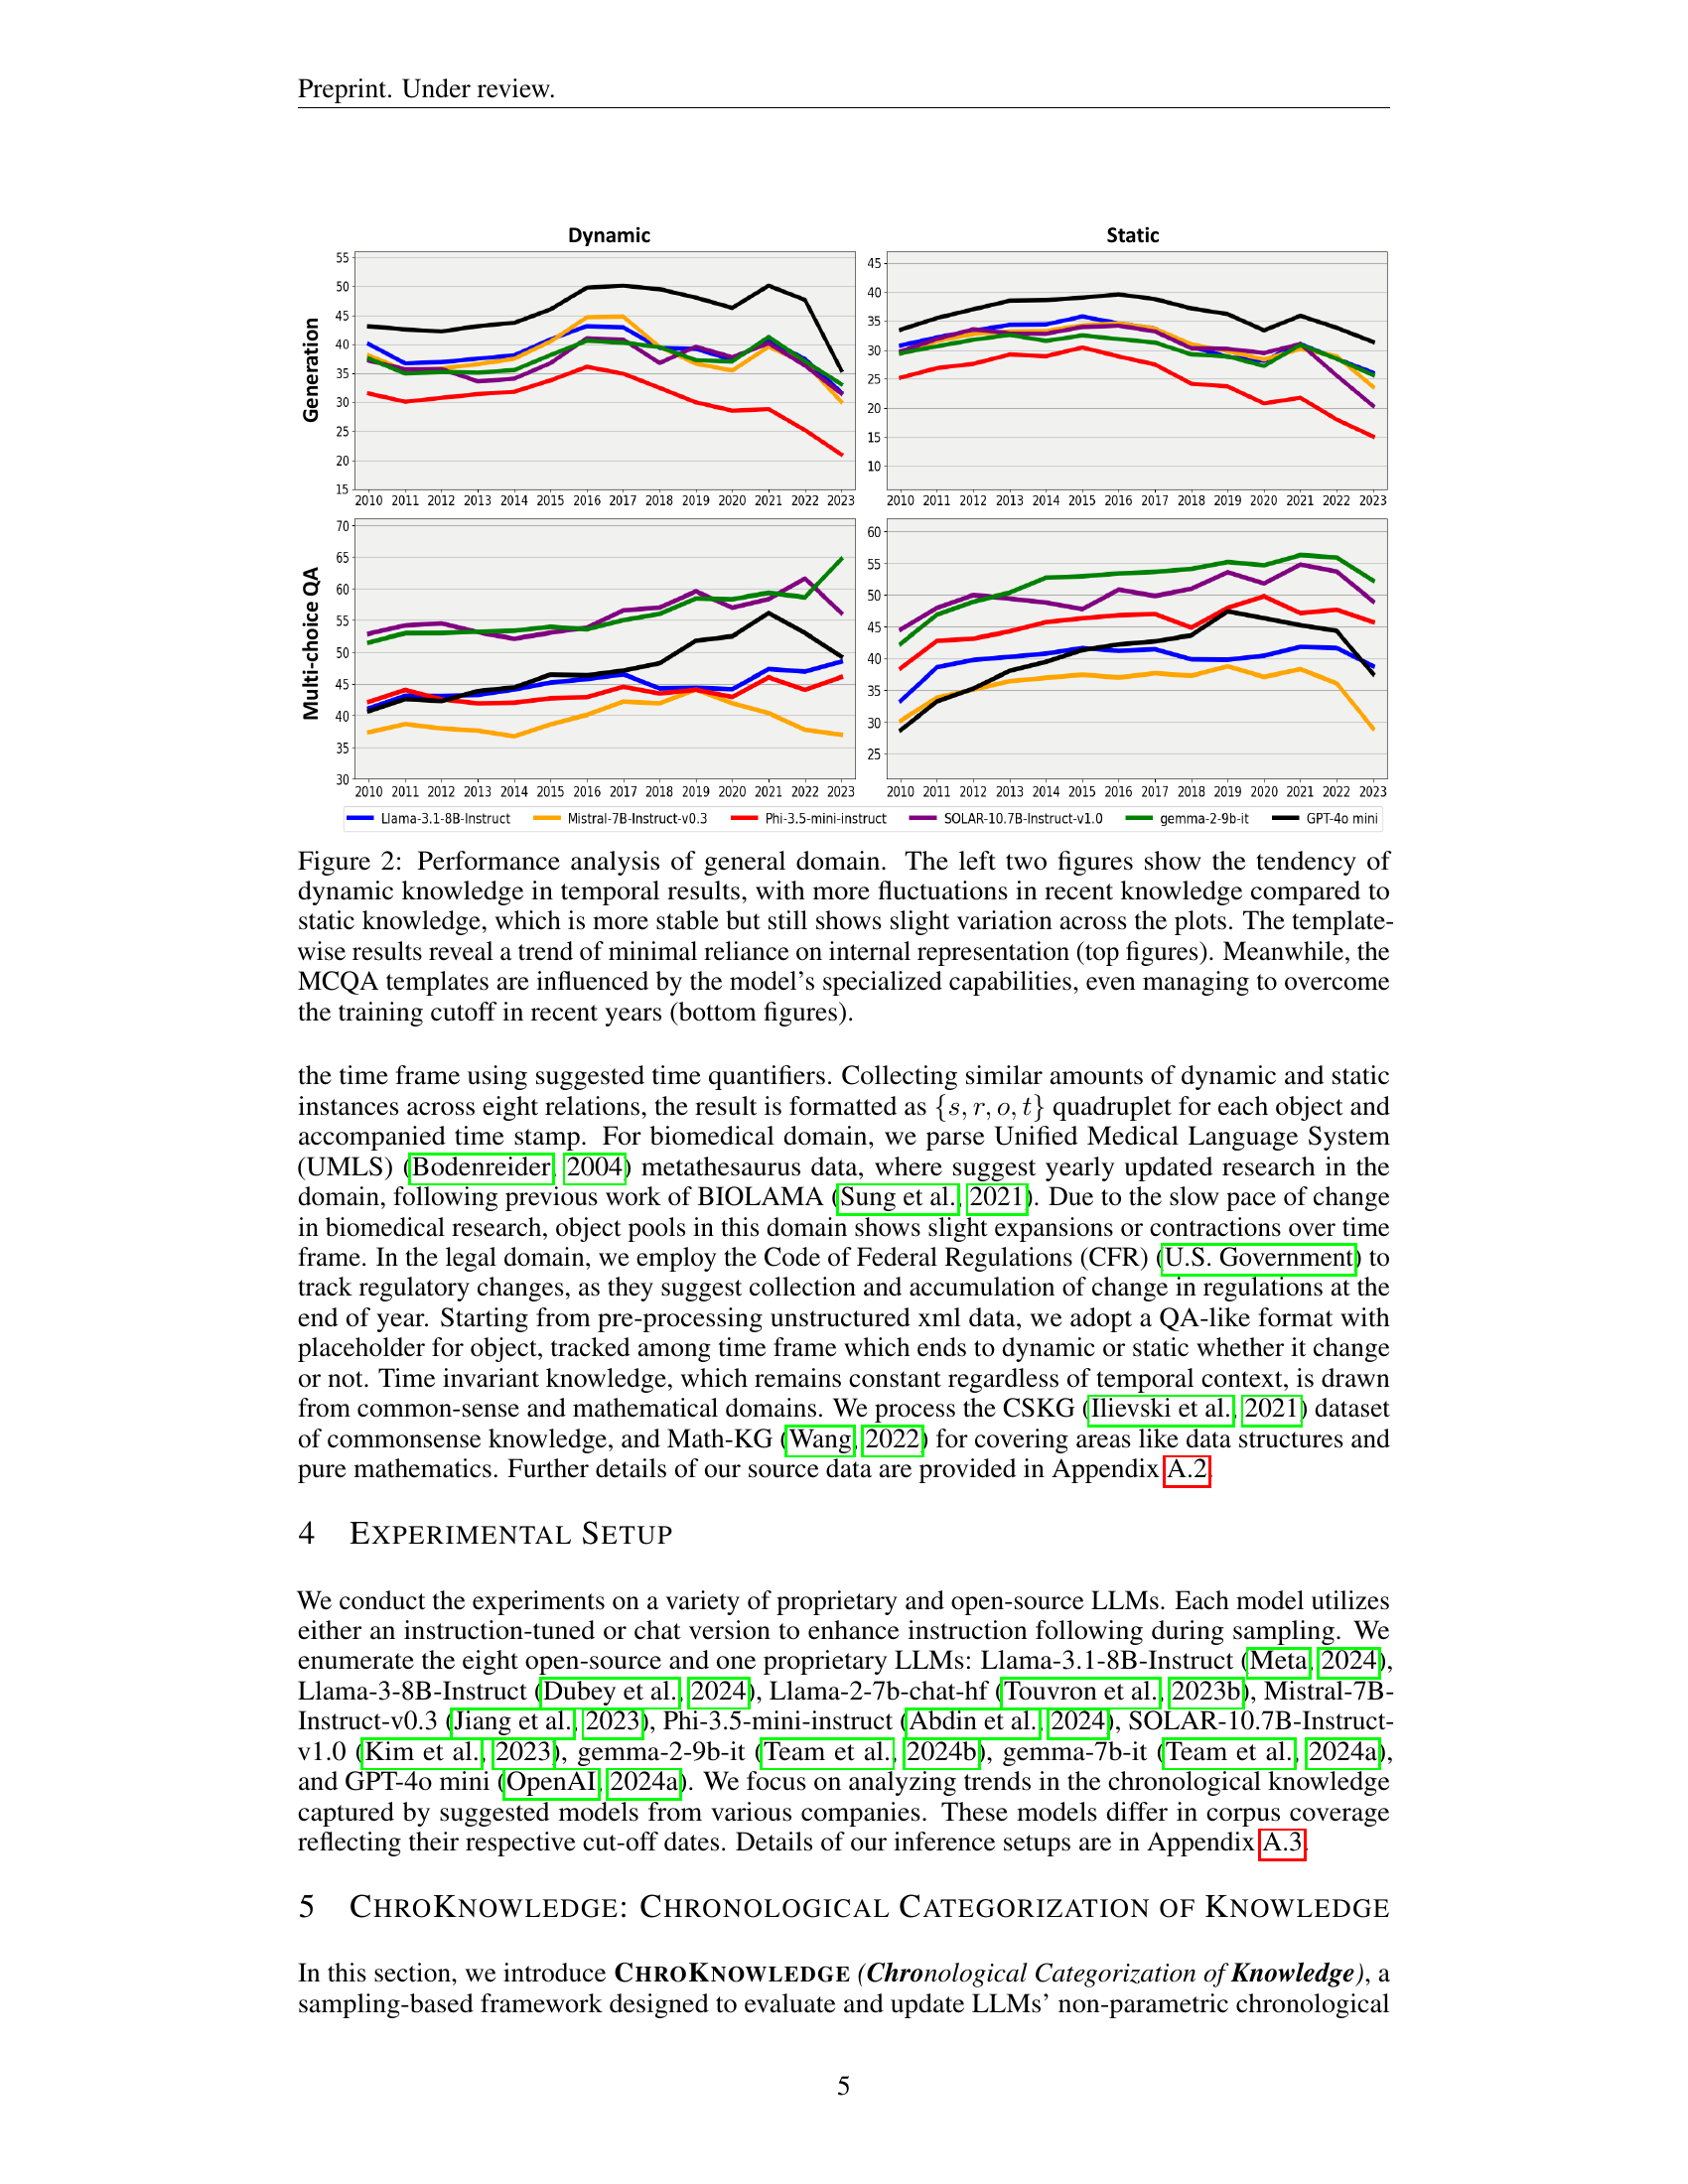 Preprint. Under review.
Dynamic
Static
Generation
55
50
45
40
35
30
25
20
15
2010 2011 2012 2013 2014 2015 2016 2017 2018 2019 2020 2021 2022 2023
45
40
35
30
25
20
15
10
2010 2011 2012 2013 2014 2015 2016 2017 2018 2019 2020 2021 2022 2023
Multi-choice QA
70
65
60
55
50
45
40
35
30
2010 2011 2012 2013 2014 2015 2016 2017 2018 2019 2020 2021 2022 2023
60
55
50
45
40
35
30
25
2010 2011 2012 2013 2014 2015 2016 2017 2018 2019 2020 2021 2022 2023
Llama-3.1-8B-Instruct Mistral-7B-Instruct-v0.3 Phi-3.5-mini-instruct SOLAR-10.7B-Instruct-v1.0 gemma-2-9b-it GPT-4o mini
Figure 2: Performance analysis of general domain. The left two figures show the tendency of
dynamic knowledge in temporal results, with more fluctuations in recent knowledge compared to
static knowledge, which is more stable but still shows slight variation across the plots. The template-
wise results reveal a trend of minimal reliance on internal representation (top figures). Meanwhile, the
MCQA templates are influenced by the model's specialized capabilities, even managing to overcome
the training cutoff in recent years (bottom figures).
the time frame using suggested time quantifiers. Collecting similar amounts of dynamic and static
instances across eight relations, the result is formatted as {s, r, o, t} quadruplet for each object and
accompanied time stamp. For biomedical domain, we parse Unified Medical Language System
(UMLS) (Bodenreider, 2004) metathesaurus data, where suggest yearly updated research in the
domain, following previous work of BIOLAMA (Sung et al., 2021). Due to the slow pace of change
in biomedical research, object pools in this domain shows slight expansions or contractions over time
frame. In the legal domain, we employ the Code of Federal Regulations (CFR) (U.S. Government) to
track regulatory changes, as they suggest collection and accumulation of change in regulations at the
end of year. Starting from pre-processing unstructured xml data, we adopt a QA-like format with
placeholder for object, tracked among time frame which ends to dynamic or static whether it change
or not. Time invariant knowledge, which remains constant regardless of temporal context, is drawn
from common-sense and mathematical domains. We process the CSKG (Ilievski et al., 2021) dataset
of commonsense knowledge, and Math-KG (Wang, 2022) for covering areas like data structures and
pure mathematics. Further details of our source data are provided in Appendix A.2.
4 EXPERIMENTAL SETUP
We conduct the experiments on a variety of proprietary and open-source LLMs. Each model utilizes
either an instruction-tuned or chat version to enhance instruction following during sampling. We
enumerate the eight open-source and one proprietary LLMs: Llama-3.1-8B-Instruct (Meta, 2024),
Llama-3-8B-Instruct (Dubey et al., 2024), Llama-2-7b-chat-hf (Touvron et al., 2023b), Mistral-7B-
Instruct-v0.3 (Jiang et al., 2023), Phi-3.5-mini-instruct (Abdin et al., 2024), SOLAR-10.7B-Instruct-
v1.0 (Kim et al., 2023), gemma-2-9b-it (Team et al., 2024b), gemma-7b-it (Team et al., 2024a),
and GPT-4o mini (OpenAI, 2024a). We focus on analyzing trends in the chronological knowledge
captured by suggested models from various companies. These models differ in corpus coverage
reflecting their respective cut-off dates. Details of our inference setups are in Appendix A.3.
5 CHROKNOWLEDGE: CHRONOLOGICAL CATEGORIZATION OF KNOWLEDGE
In this section, we introduce CHROKNOWLEDGE (Chronological Categorization of Knowledge), a
sampling-based framework designed to evaluate and update LLMs' non-parametric chronological
5